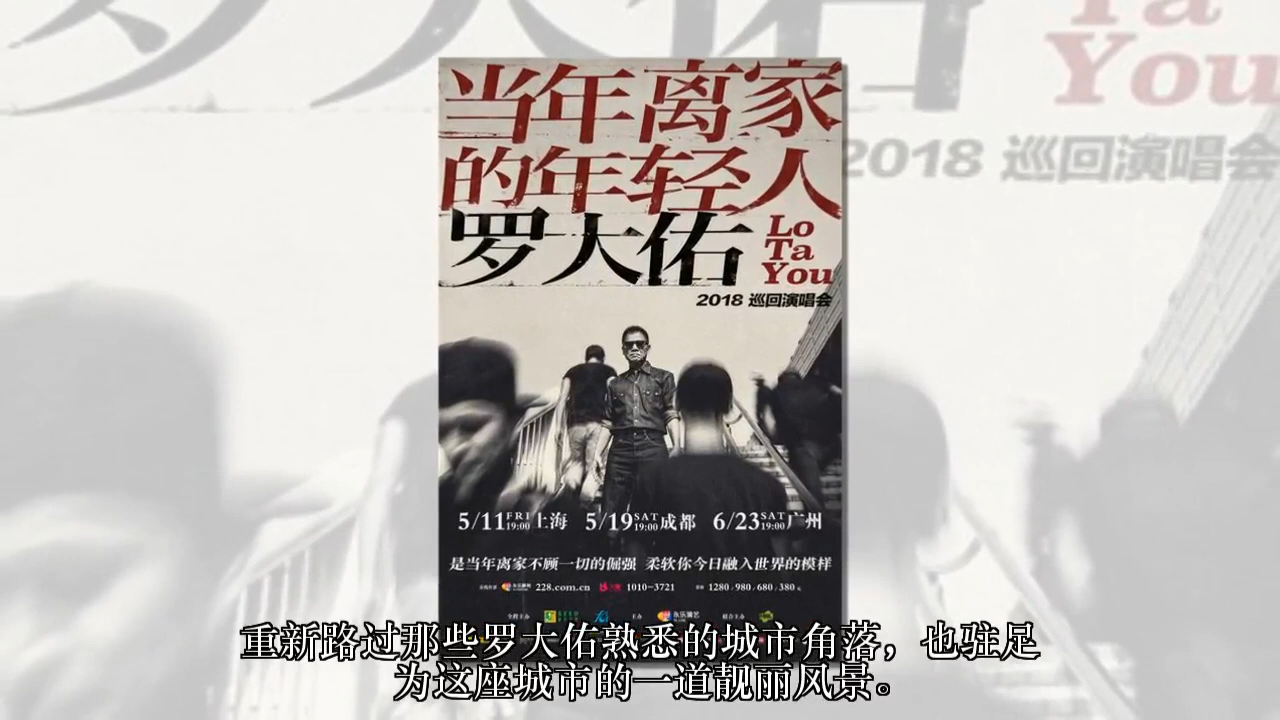 Ta
You
2018 巡回演唱会
当年离家
的年轻人
罗大佑
Lo
Ta
You
2018 巡回演唱会
5/11 FRI 19:00 上海 5/19 SAT 19:00 成都 6/23 SAT 19:00 广州
是当年离家不顾一切的倔强 柔软你今日融入世界的模样
228.com.cn 1010-3721 1280 / 980 / 680 / 380
永乐演艺
重新路过那些罗大佑熟悉的城市角落，也驻足
为这座城市的一道靓丽风景。